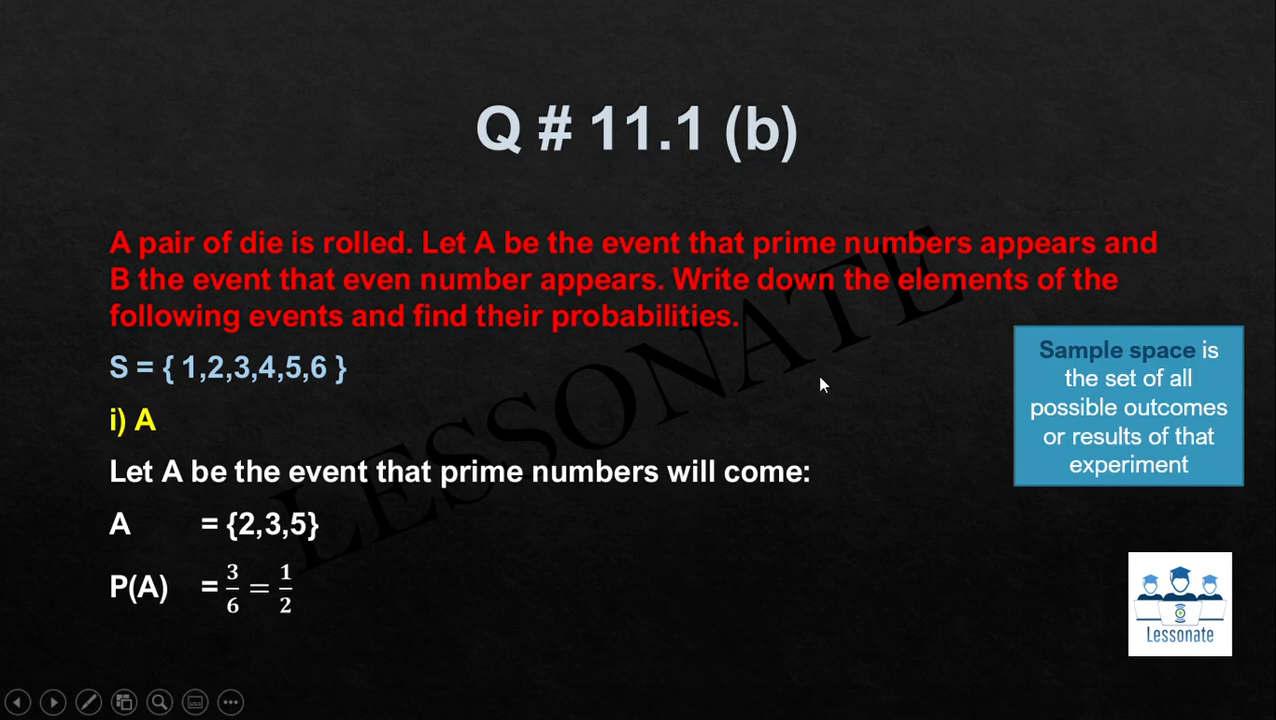 Q # 11.1 (b)
A pair of die is rolled. Let A be the event that prime numbers appears and
B the event that even number appears. Write down the elements of the
following events and find their probabilities.
S = { 1,2,3,4,5,6 }
i) A
Let A be the event that prime numbers will come:
A = {2,3,5}
P(A) = 3/6 = 1/2
Sample space is
the set of all
possible outcomes
or results of that
experiment
LESSONATE
Lessonate